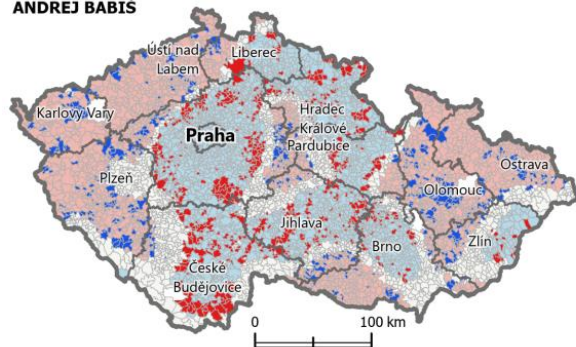 ANDREJ BABIŠ
Ústí nad
Labem
Liberec
Karlovy Vary
Praha
Hradec
Králové
Pardubice
Plzeň
Ostrava
Olomouc
Jihlava
Brno
Zlín
České
Budějovice
0 100 km